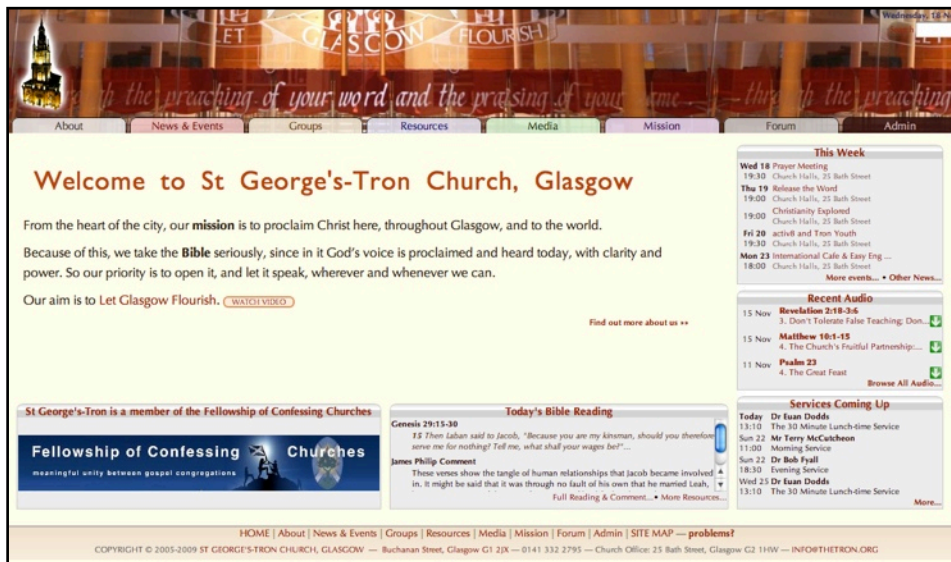 Wednesday, 18-N
LET GLASGOW FLOURISH
through the preaching of your word and the praising of your name — through the preaching
About News & Events Groups Resources Media Mission Forum Admin
Welcome to St George's-Tron Church, Glasgow
From the heart of the city, our mission is to proclaim Christ here, throughout Glasgow, and to the world.
Because of this, we take the Bible seriously, since in it God's voice is proclaimed and heard today, with clarity and
power. So our priority is to open it, and let it speak, wherever and whenever we can.
Our aim is to Let Glasgow Flourish. WATCH VIDEO
Find out more about us ››
This Week
Wed 18 Prayer Meeting
19:30 Church Halls, 25 Bath Street
Thu 19 Release the Word
19:00 Church Halls, 25 Bath Street
Christianity Explored
19:00 Church Halls, 25 Bath Street
Fri 20 activ8 and Tron Youth
19:30 Church Halls, 25 Bath Street
Mon 23 International Cafe & Easy Eng ...
18:00 Church Halls, 25 Bath Street
More events... • Other News...
Recent Audio
15 Nov Revelation 2:18-3:6
3. Don't Tolerate False Teaching; Don...
15 Nov Matthew 10:1-15
4. The Church's Fruitful Partnership:...
11 Nov Psalm 23
4. The Great Feast
Browse All Audio...
St George's-Tron is a member of the Fellowship of Confessing Churches
Fellowship of Confessing Churches
meaningful unity between gospel congregations
Today's Bible Reading
Genesis 29:15-30
15 Then Laban said to Jacob, "Because you are my kinsman, should you therefore
serve me for nothing? Tell me, what shall your wages be?"...
James Philip Comment
These verses show the tangle of human relationships that Jacob became involved
in. It might be said that it was through no fault of his own that he married Leah,
Full Reading & Comment... • More Resources...
Services Coming Up
Today Dr Euan Dodds
13:10 The 30 Minute Lunch-time Service
Sun 22 Mr Terry McCutcheon
11:00 Morning Service
Sun 22 Dr Bob Fyall
18:30 Evening Service
Wed 25 Dr Euan Dodds
13:10 The 30 Minute Lunch-time Service
More...
HOME | About | News & Events | Groups | Resources | Media | Mission | Forum | Admin | SITE MAP — problems?
COPYRIGHT © 2005-2009 ST GEORGE'S-TRON CHURCH, GLASGOW — Buchanan Street, Glasgow G1 2JX — 0141 332 2795 — Church Office: 25 Bath Street, Glasgow G2 1HW — INFO@THETRON.ORG